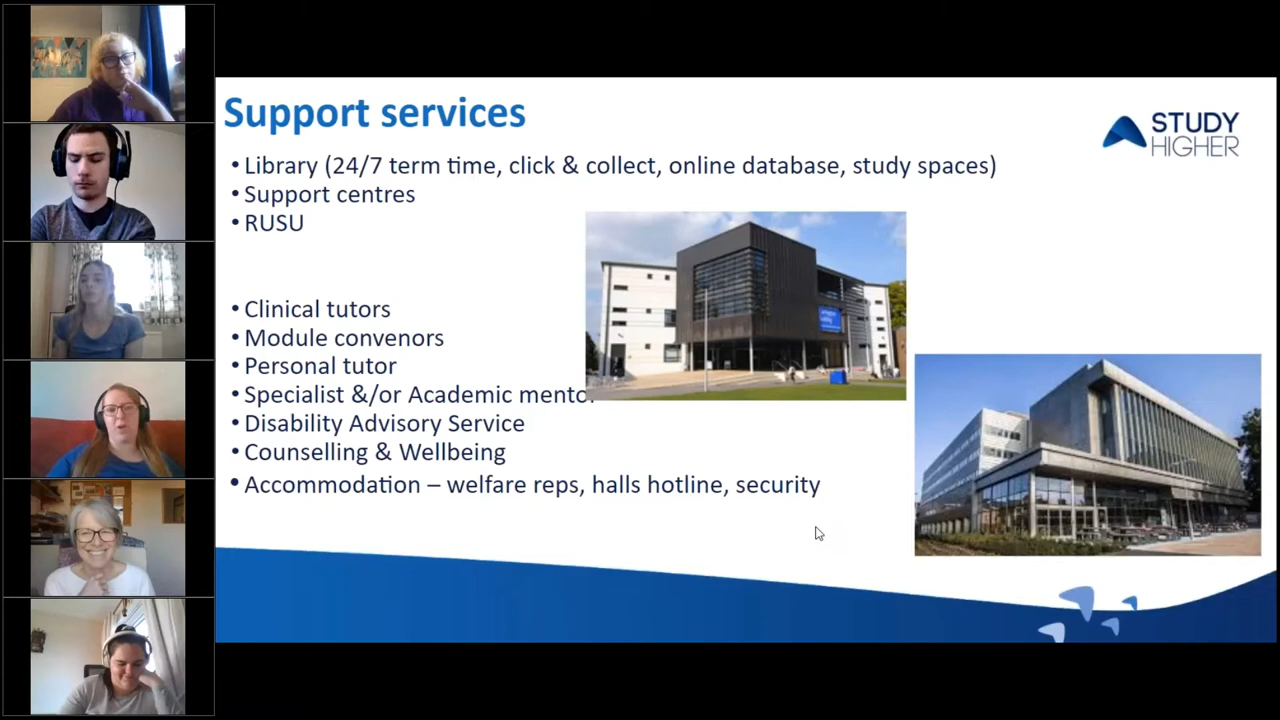 Support services
STUDY
HIGHER
• Library (24/7 term time, click & collect, online database, study spaces)
• Support centres
• RUSU
• Clinical tutors
• Module convenors
• Personal tutor
• Specialist &/or Academic mentor
• Disability Advisory Service
• Counselling & Wellbeing
• Accommodation – welfare reps, halls hotline, security